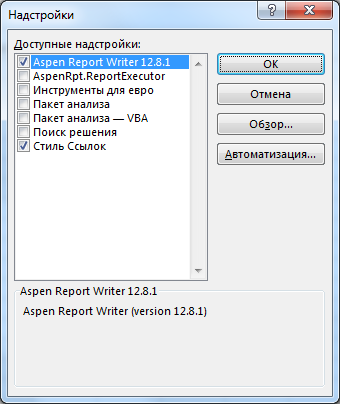 Надстройки
Доступные надстройки:
Aspen Report Writer 12.8.1
AspenRpt.ReportExecutor
Инструменты для евро
Пакет анализа
Пакет анализа — VBA
Поиск решения
Стиль Ссылок
ОК
Отмена
Обзор...
Автоматизация...
Aspen Report Writer 12.8.1
Aspen Report Writer (version 12.8.1)